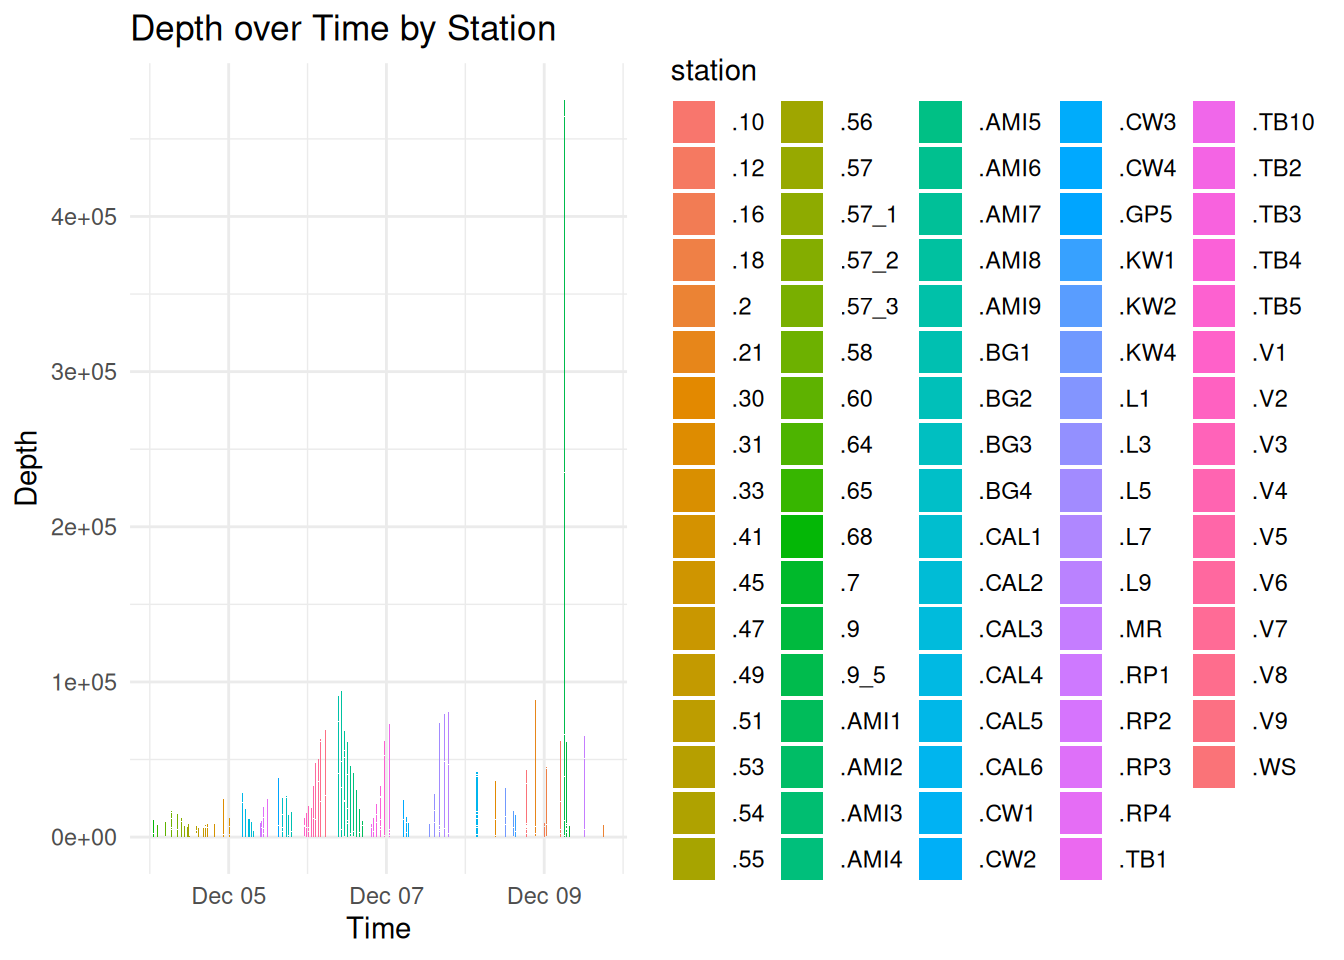 Depth over Time by Station
Depth
4e+05
3e+05
2e+05
1e+05
0e+00
Dec 05 Dec 07 Dec 09
Time
station
.10 .56 .AMI5 .CW3 .TB10
.12 .57 .AMI6 .CW4 .TB2
.16 .57_1 .AMI7 .GP5 .TB3
.18 .57_2 .AMI8 .KW1 .TB4
.2 .57_3 .AMI9 .KW2 .TB5
.21 .58 .BG1 .KW4 .V1
.30 .60 .BG2 .L1 .V2
.31 .64 .BG3 .L3 .V3
.33 .65 .BG4 .L5 .V4
.41 .68 .CAL1 .L7 .V5
.45 .7 .CAL2 .L9 .V6
.47 .9 .CAL3 .MR .V7
.49 .9_5 .CAL4 .RP1 .V8
.51 .AMI1 .CAL5 .RP2 .V9
.53 .AMI2 .CAL6 .RP3 .WS
.54 .AMI3 .CW1 .RP4
.55 .AMI4 .CW2 .TB1